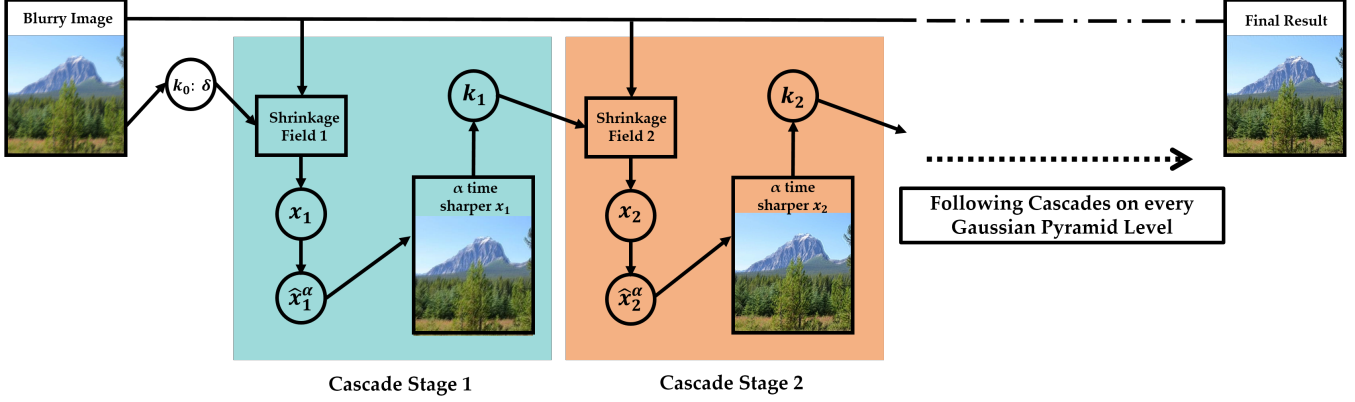 Blurry Image
Final Result
k₀: δ
Shrinkage
Field 1
k₁
x₁
x̂₁^α
α time
sharper x₁
Shrinkage
Field 2
k₂
x₂
x̂₂^α
α time
sharper x₂
Following Cascades on every
Gaussian Pyramid Level
Cascade Stage 1
Cascade Stage 2